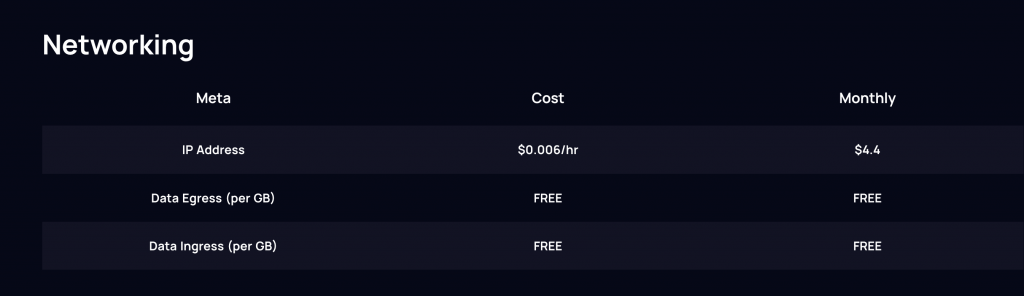 Networking
Meta Cost Monthly
IP Address $0.006/hr $4.4
Data Egress (per GB) FREE FREE
Data Ingress (per GB) FREE FREE